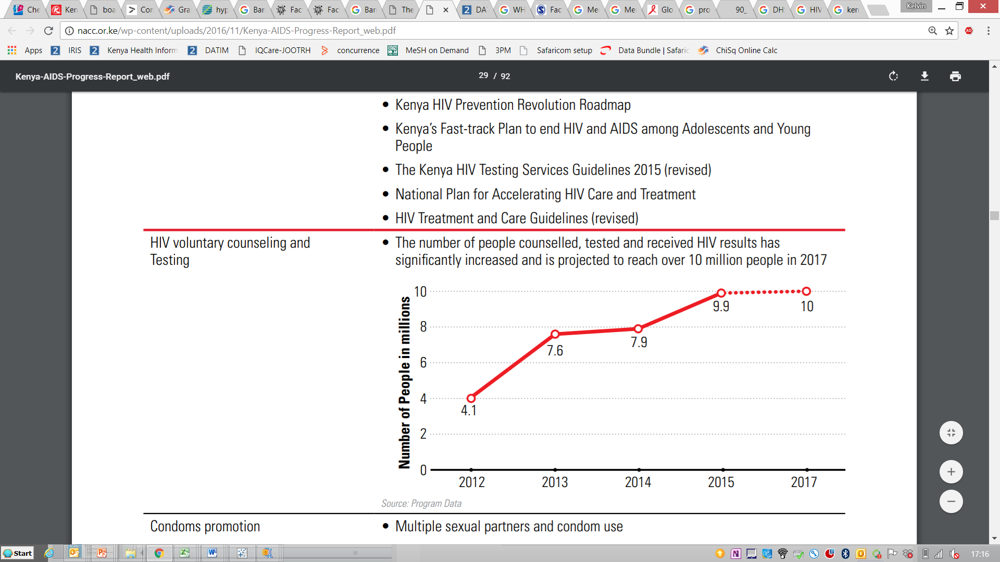 Che
Ken
boa
Con
Gra
hyp
Bar
Fac
Fac
Bar
The
DA
WH
Fac
Me
Me
Glo
pro
90_
DH
HIV
ken
Kelvin
nacc.or.ke/wp-content/uploads/2016/11/Kenya-AIDS-Progress-Report_web.pdf
Apps IRIS Kenya Health Inform DATIM IQCare-JOOTRH concurrence MeSH on Demand 3PM Safaricom setup Data Bundle | Safaric ChiSq Online Calc
Kenya-AIDS-Progress-Report_web.pdf
29 / 92
• Kenya HIV Prevention Revolution Roadmap
• Kenya’s Fast-track Plan to end HIV and AIDS among Adolescents and Young
People
• The Kenya HIV Testing Services Guidelines 2015 (revised)
• National Plan for Accelerating HIV Care and Treatment
• HIV Treatment and Care Guidelines (revised)
HIV voluntary counseling and
Testing
• The number of people counselled, tested and received HIV results has
significantly increased and is projected to reach over 10 million people in 2017
Number of People in millions
10
8
6
4
2
0
4.1
7.6
7.9
9.9
10
2012 2013 2014 2015 2017
Source: Program Data
Condoms promotion
• Multiple sexual partners and condom use
Start
17:16